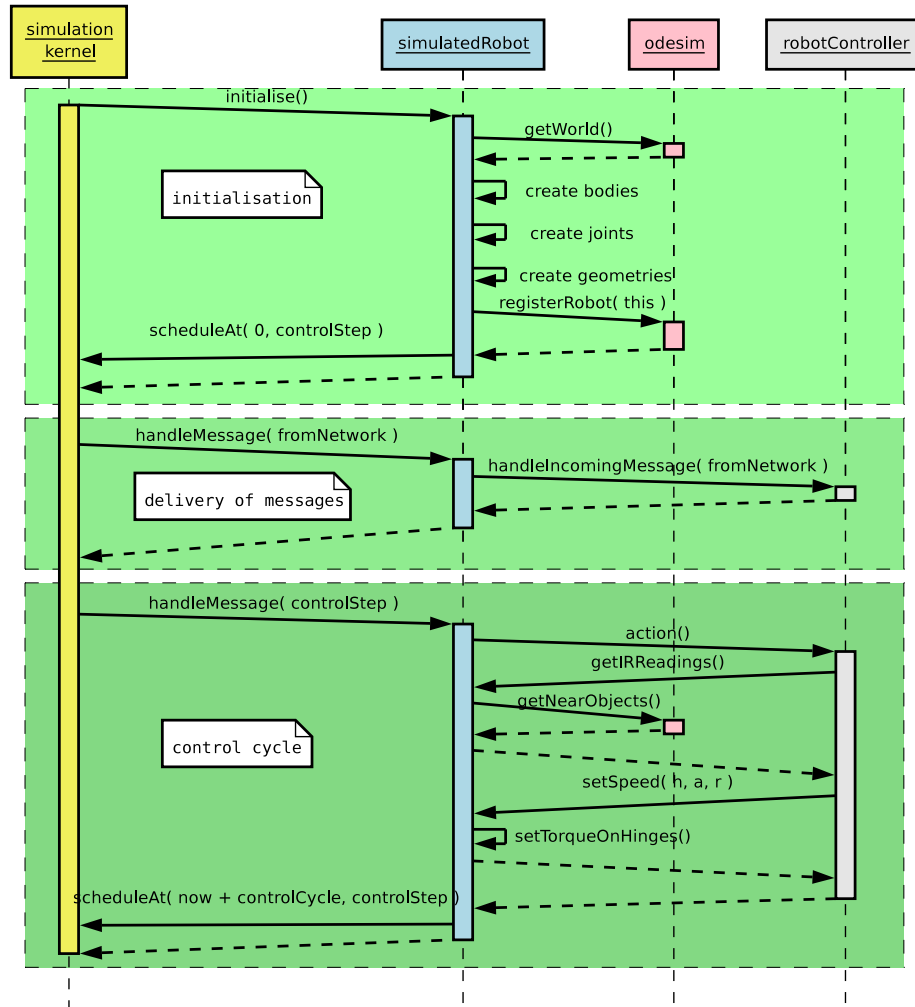 simulation
kernel
simulatedRobot
odesim
robotController
initialise()
getWorld()
initialisation
create bodies
create joints
create geometries
registerRobot( this )
scheduleAt( 0, controlStep )
handleMessage( fromNetwork )
handleIncomingMessage( fromNetwork )
delivery of messages
handleMessage( controlStep )
action()
getIRReadings()
getNearObjects()
control cycle
setSpeed( h, a, r )
setTorqueOnHinges()
scheduleAt( now + controlCycle, controlStep )